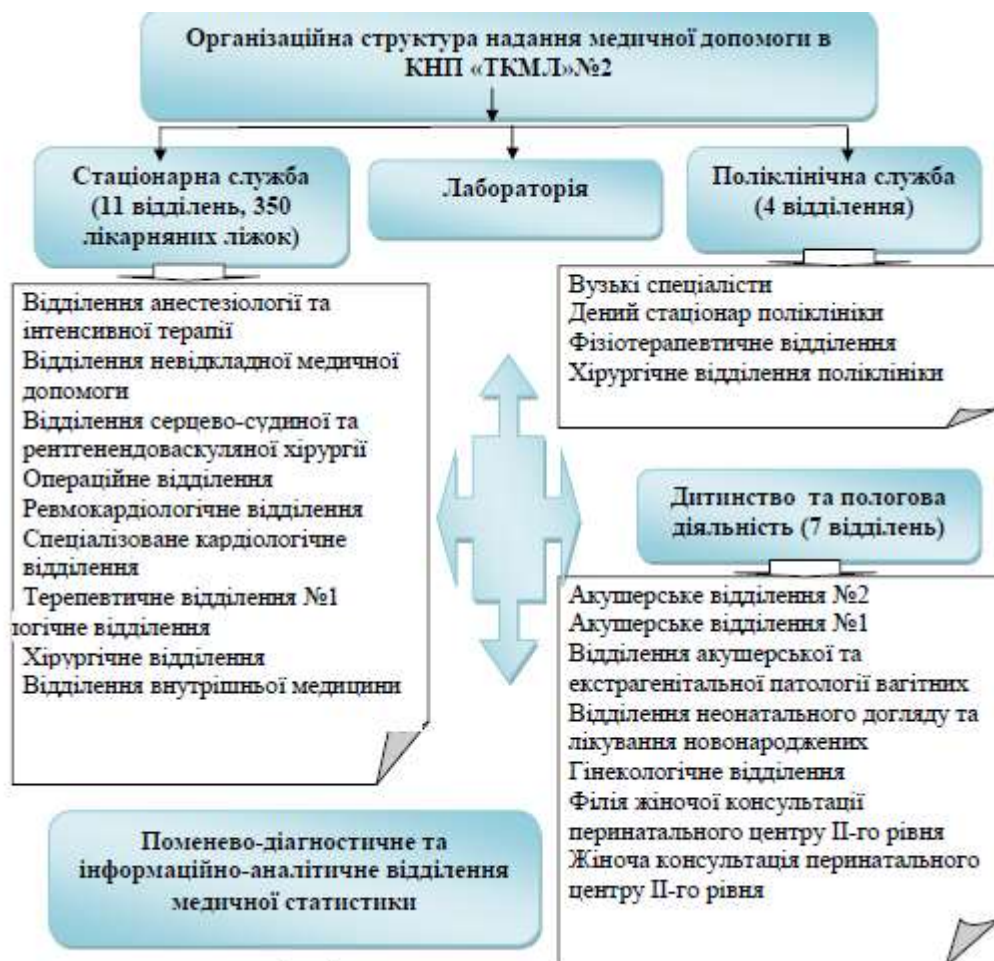 Організаційна структура надання медичної допомоги в
КНП «ТКМЛ»№2
Стаціонарна служба
(11 відділень, 350
лікарняних ліжок)
Лабораторія
Поліклінічна служба
(4 відділення)
Відділення анестезіології та
інтенсивної терапії
Відділення невідкладної медичної
допомоги
Відділення серцево-судиної та
рентгенендоваскуляної хірургії
Операційне відділення
Ревмокардіологічне відділення
Спеціалізоване кардіологічне
відділення
Терепевтичне відділення №1
логічне відділення
Хірургічне відділення
Відділення внутрішньої медицини
Вузькі спеціалісти
Дений стаціонар поліклініки
Фізіотерапевтичне відділення
Хірургічне відділення поліклініки
Дитинство та пологова
діяльність (7 відділень)
Акушерське відділення №2
Акушерське відділення №1
Відділення акушерської та
екстрагенітальної патології вагітних
Відділення неонатального догляду та
лікування новонароджених
Гінекологічне відділення
Філія жіночої консультації
перинатального центру ІІ-го рівня
Жіноча консультація перинатального
центру ІІ-го рівня
Поменево-діагностичне та
інформаційно-аналітичне відділення
медичної статистики